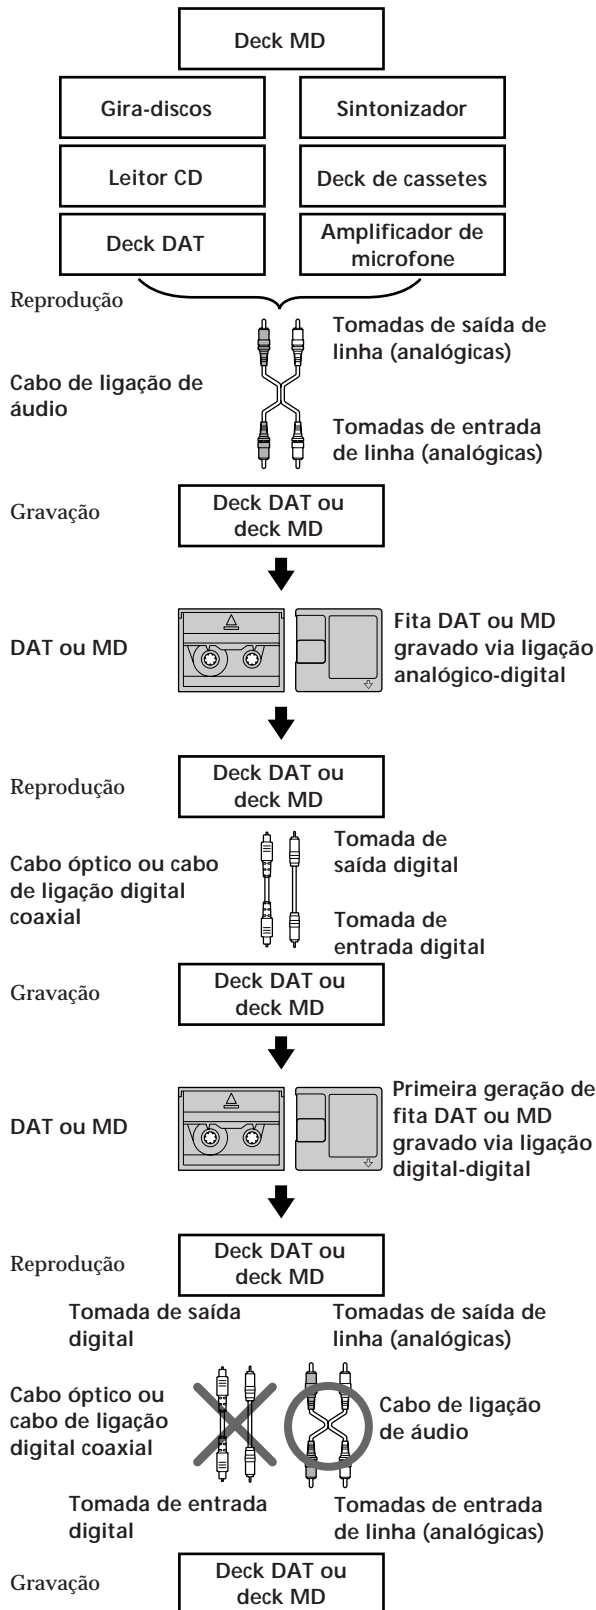 Deck MD
Gira-discos
Sintonizador
Leitor CD
Deck de cassetes
Deck DAT
Amplificador de
microfone
Reprodução
Tomadas de saída de
linha (analógicas)
Cabo de ligação de
áudio
Tomadas de entrada
de linha (analógicas)
Gravação
Deck DAT ou
deck MD
DAT ou MD
Fita DAT ou MD
gravado via ligação
analógico-digital
Reprodução
Deck DAT ou
deck MD
Cabo óptico ou cabo
de ligação digital
coaxial
Tomada de
saída digital
Tomada de
entrada digital
Gravação
Deck DAT ou
deck MD
DAT ou MD
Primeira geração de
fita DAT ou MD
gravado via ligação
digital-digital
Reprodução
Deck DAT ou
deck MD
Tomada de saída
digital
Tomadas de saída de
linha (analógicas)
Cabo óptico ou
cabo de ligação
digital coaxial
Cabo de ligação
de áudio
Tomada de entrada
digital
Tomadas de entrada
de linha (analógicas)
Gravação
Deck DAT ou
deck MD